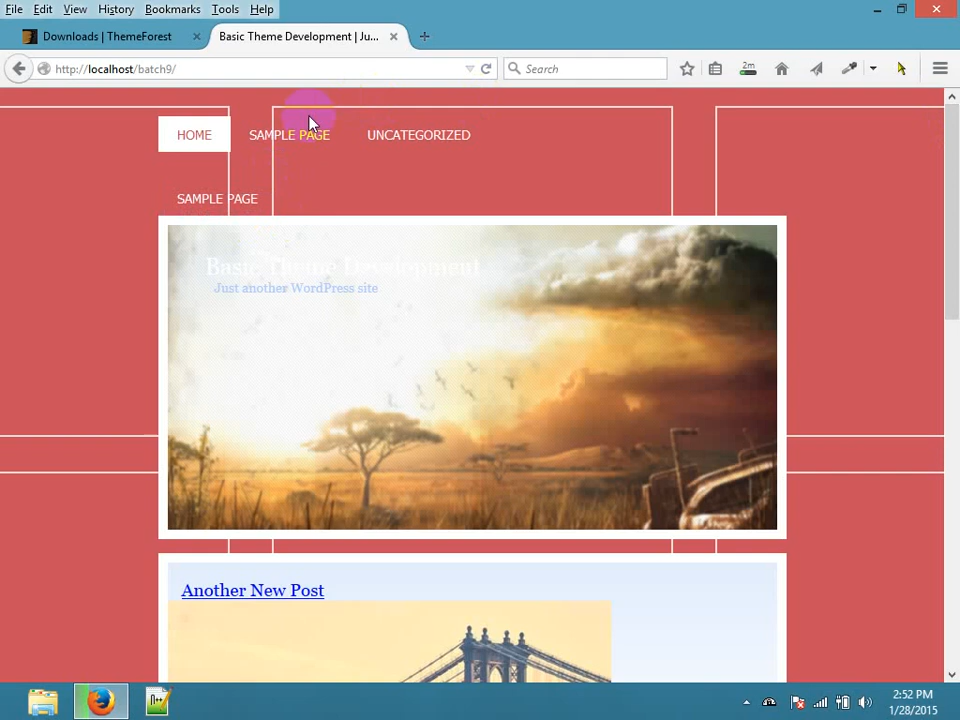 File Edit View History Bookmarks Tools Help
Downloads | ThemeForest
Basic Theme Development | Ju...
http://localhost/batch9/
Search
2m
HOME SAMPLE PAGE UNCATEGORIZED
SAMPLE PAGE
Basic Theme Development
Just another WordPress site
Another New Post
N++
2:52 PM
1/28/2015